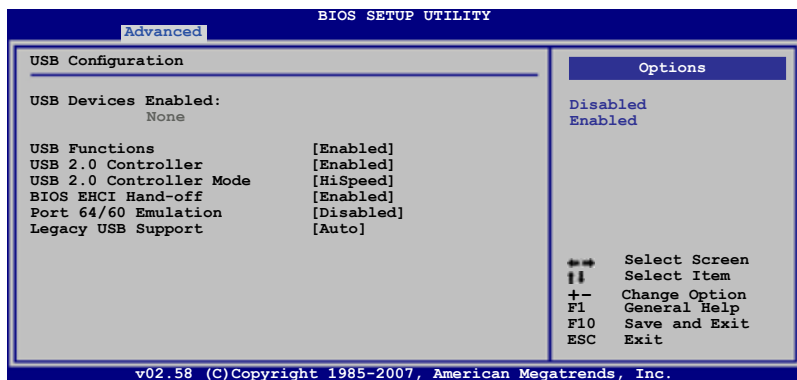 BIOS SETUP UTILITY
Advanced
USB Configuration
USB Devices Enabled:
None
USB Functions [Enabled]
USB 2.0 Controller [Enabled]
USB 2.0 Controller Mode [HiSpeed]
BIOS EHCI Hand-off [Enabled]
Port 64/60 Emulation [Disabled]
Legacy USB Support [Auto]
Options
Disabled
Enabled
←→ Select Screen
↑↓ Select Item
+- Change Option
F1 General Help
F10 Save and Exit
ESC Exit
v02.58 (C)Copyright 1985-2007, American Megatrends, Inc.